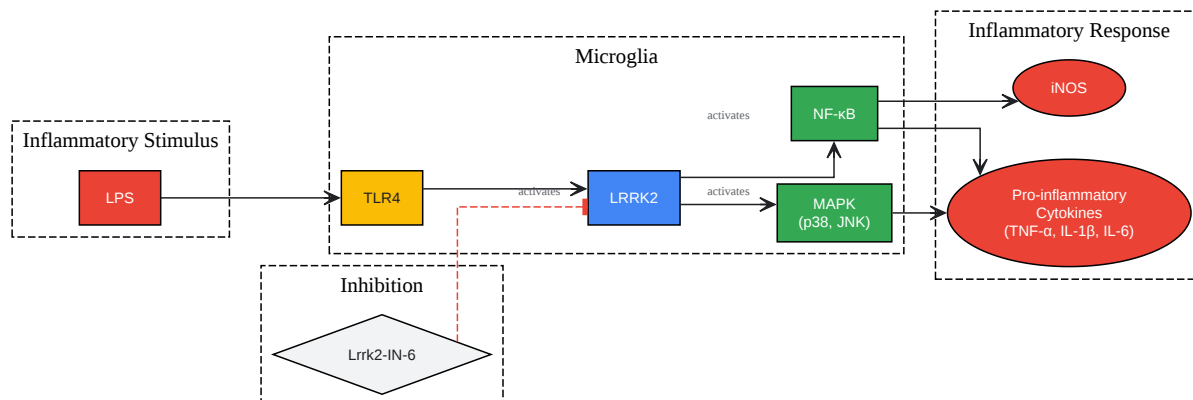 Inflammatory Stimulus
LPS
Microglia
TLR4
activates
LRRK2
activates
NF-κB
activates
MAPK
(p38, JNK)
Inflammatory Response
iNOS
Pro-inflammatory
Cytokines
(TNF-α, IL-1β, IL-6)
Inhibition
Lrrk2-IN-6